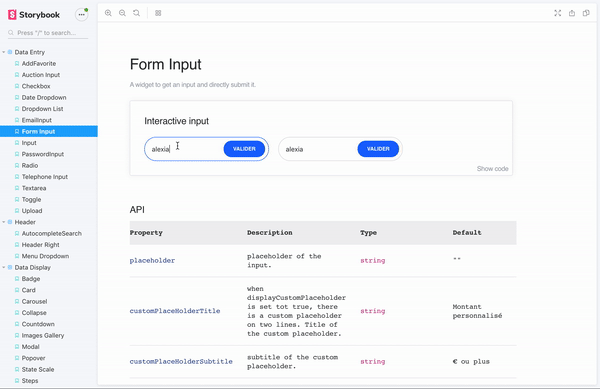 Storybook
Press "/" to search...
Data Entry
AddFavorite
Auction Input
Checkbox
Date Dropdown
Dropdown List
EmailInput
Form Input
Input
PasswordInput
Radio
Telephone Input
Textarea
Toggle
Upload
Header
AutocompleteSearch
Header Right
Menu Dropdown
Data Display
Badge
Card
Carousel
Collapse
Countdown
Images Gallery
Modal
Popover
State Scale
Steps
Form Input
A widget to get an input and directly submit it.
Interactive input
alexia VALIDER alexia VALIDER
Show code
API
Property Description Type Default
placeholder placeholder of the input. string ""
customPlaceHolderTitle when displayCustomPlaceholder is set tot true, there is a custom placeholder on two lines. Title of the custom placeholder. string Montant personnalisé
customPlaceHolderSubtitle subtitle of the custom placeholder. string € ou plus